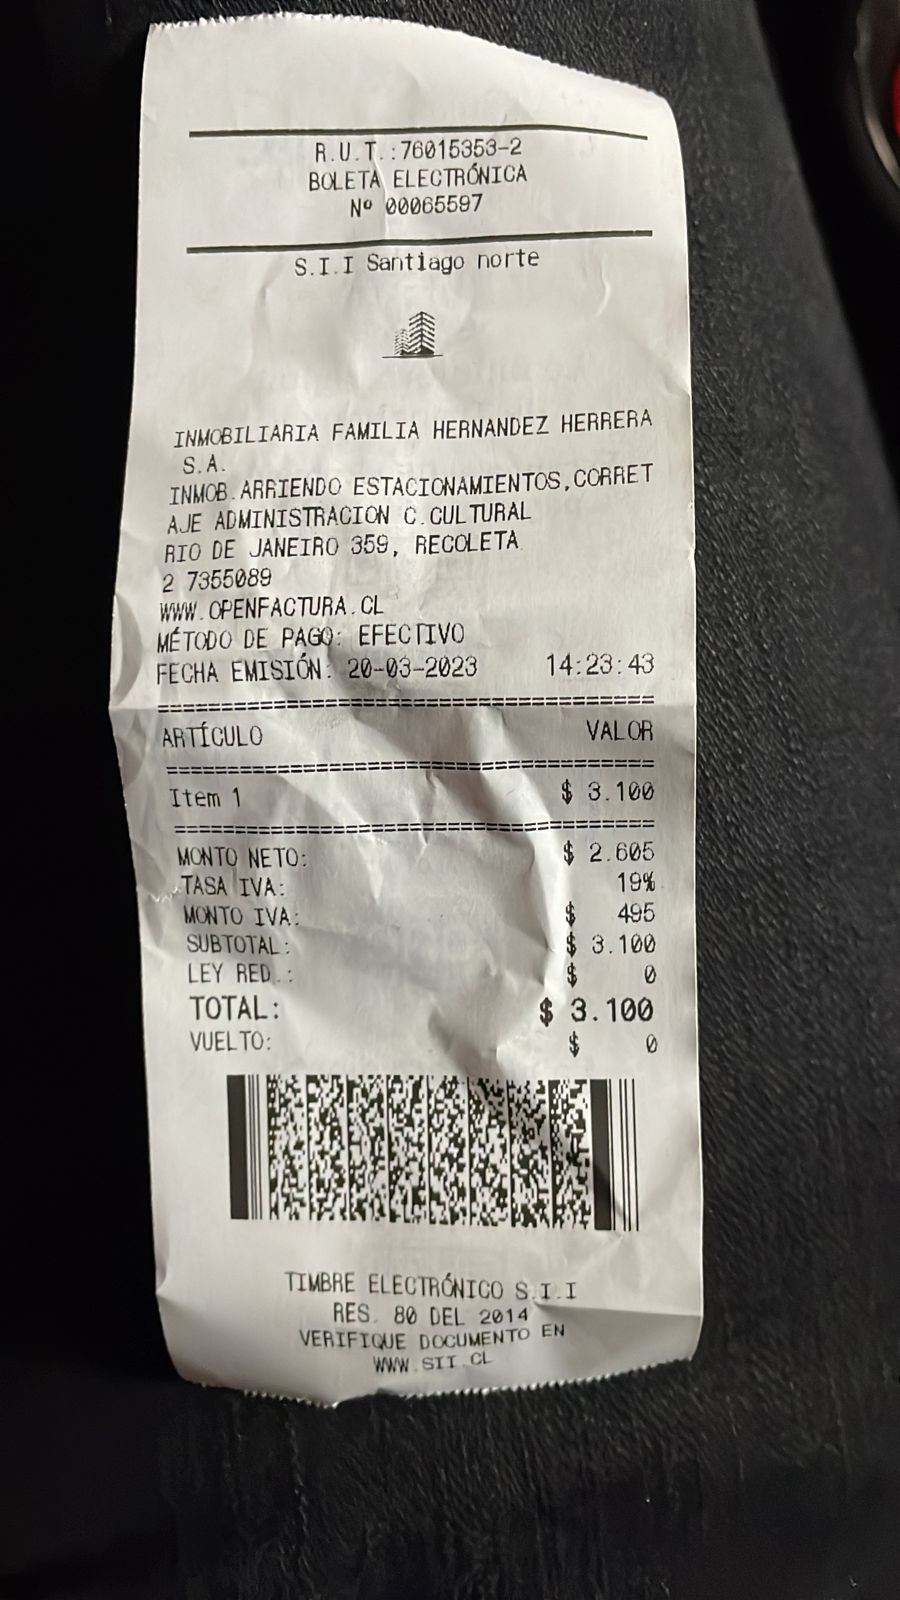 R.U.T.:76015353-2
BOLETA ELECTRÓNICA
Nº 00065597
S.I.I Santiago norte
INMOBILIARIA FAMILIA HERNANDEZ HERRERA
S.A.
INMOB.ARRIENDO ESTACIONAMIENTOS,CORRET
AJE ADMINISTRACION C.CULTURAL
RIO DE JANEIRO 359, RECOLETA
2 7355089
WWW.OPENFACTURA.CL
MÉTODO DE PAGO: EFECTIVO
FECHA EMISIÓN: 20-03-2023 14:23:43
ARTÍCULO VALOR
Item 1 $ 3.100
MONTO NETO: $ 2.605
TASA IVA: 19%
MONTO IVA: $ 495
SUBTOTAL: $ 3.100
LEY RED.: $ 0
TOTAL: $ 3.100
VUELTO: $ 0
TIMBRE ELECTRÓNICO S.I.I
RES. 80 DEL 2014
VERIFIQUE DOCUMENTO EN
WWW.SII.CL